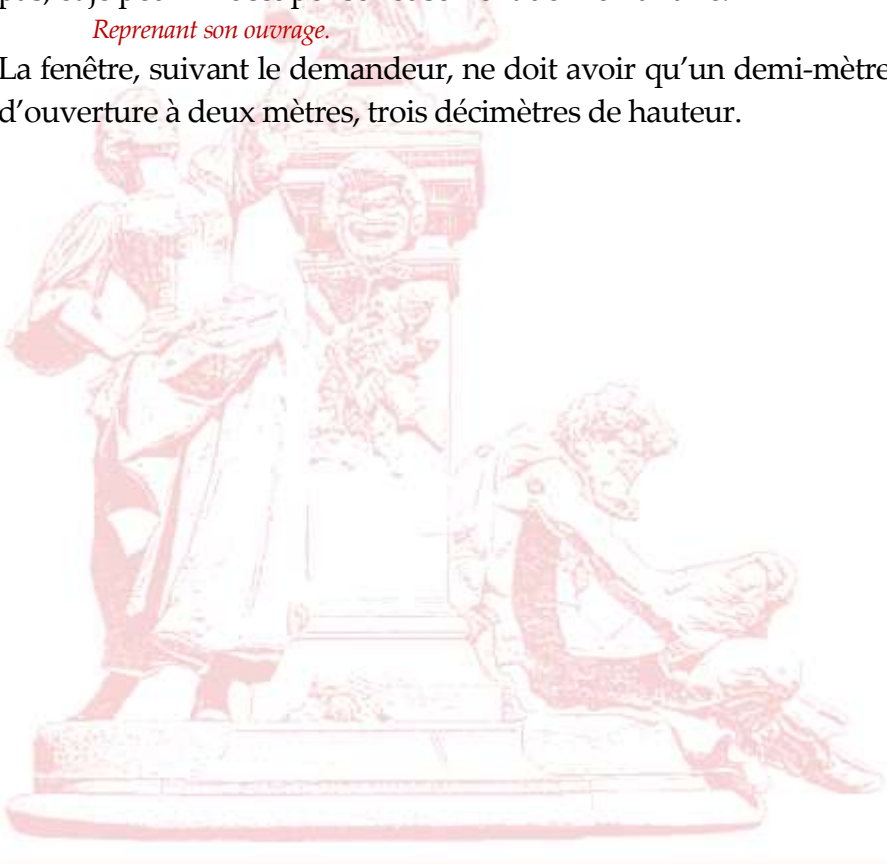 Reprenant son ouvrage.
La fenêtre, suivant le demandeur, ne doit avoir qu’un demi-mètre
d’ouverture à deux mètres, trois décimètres de hauteur.